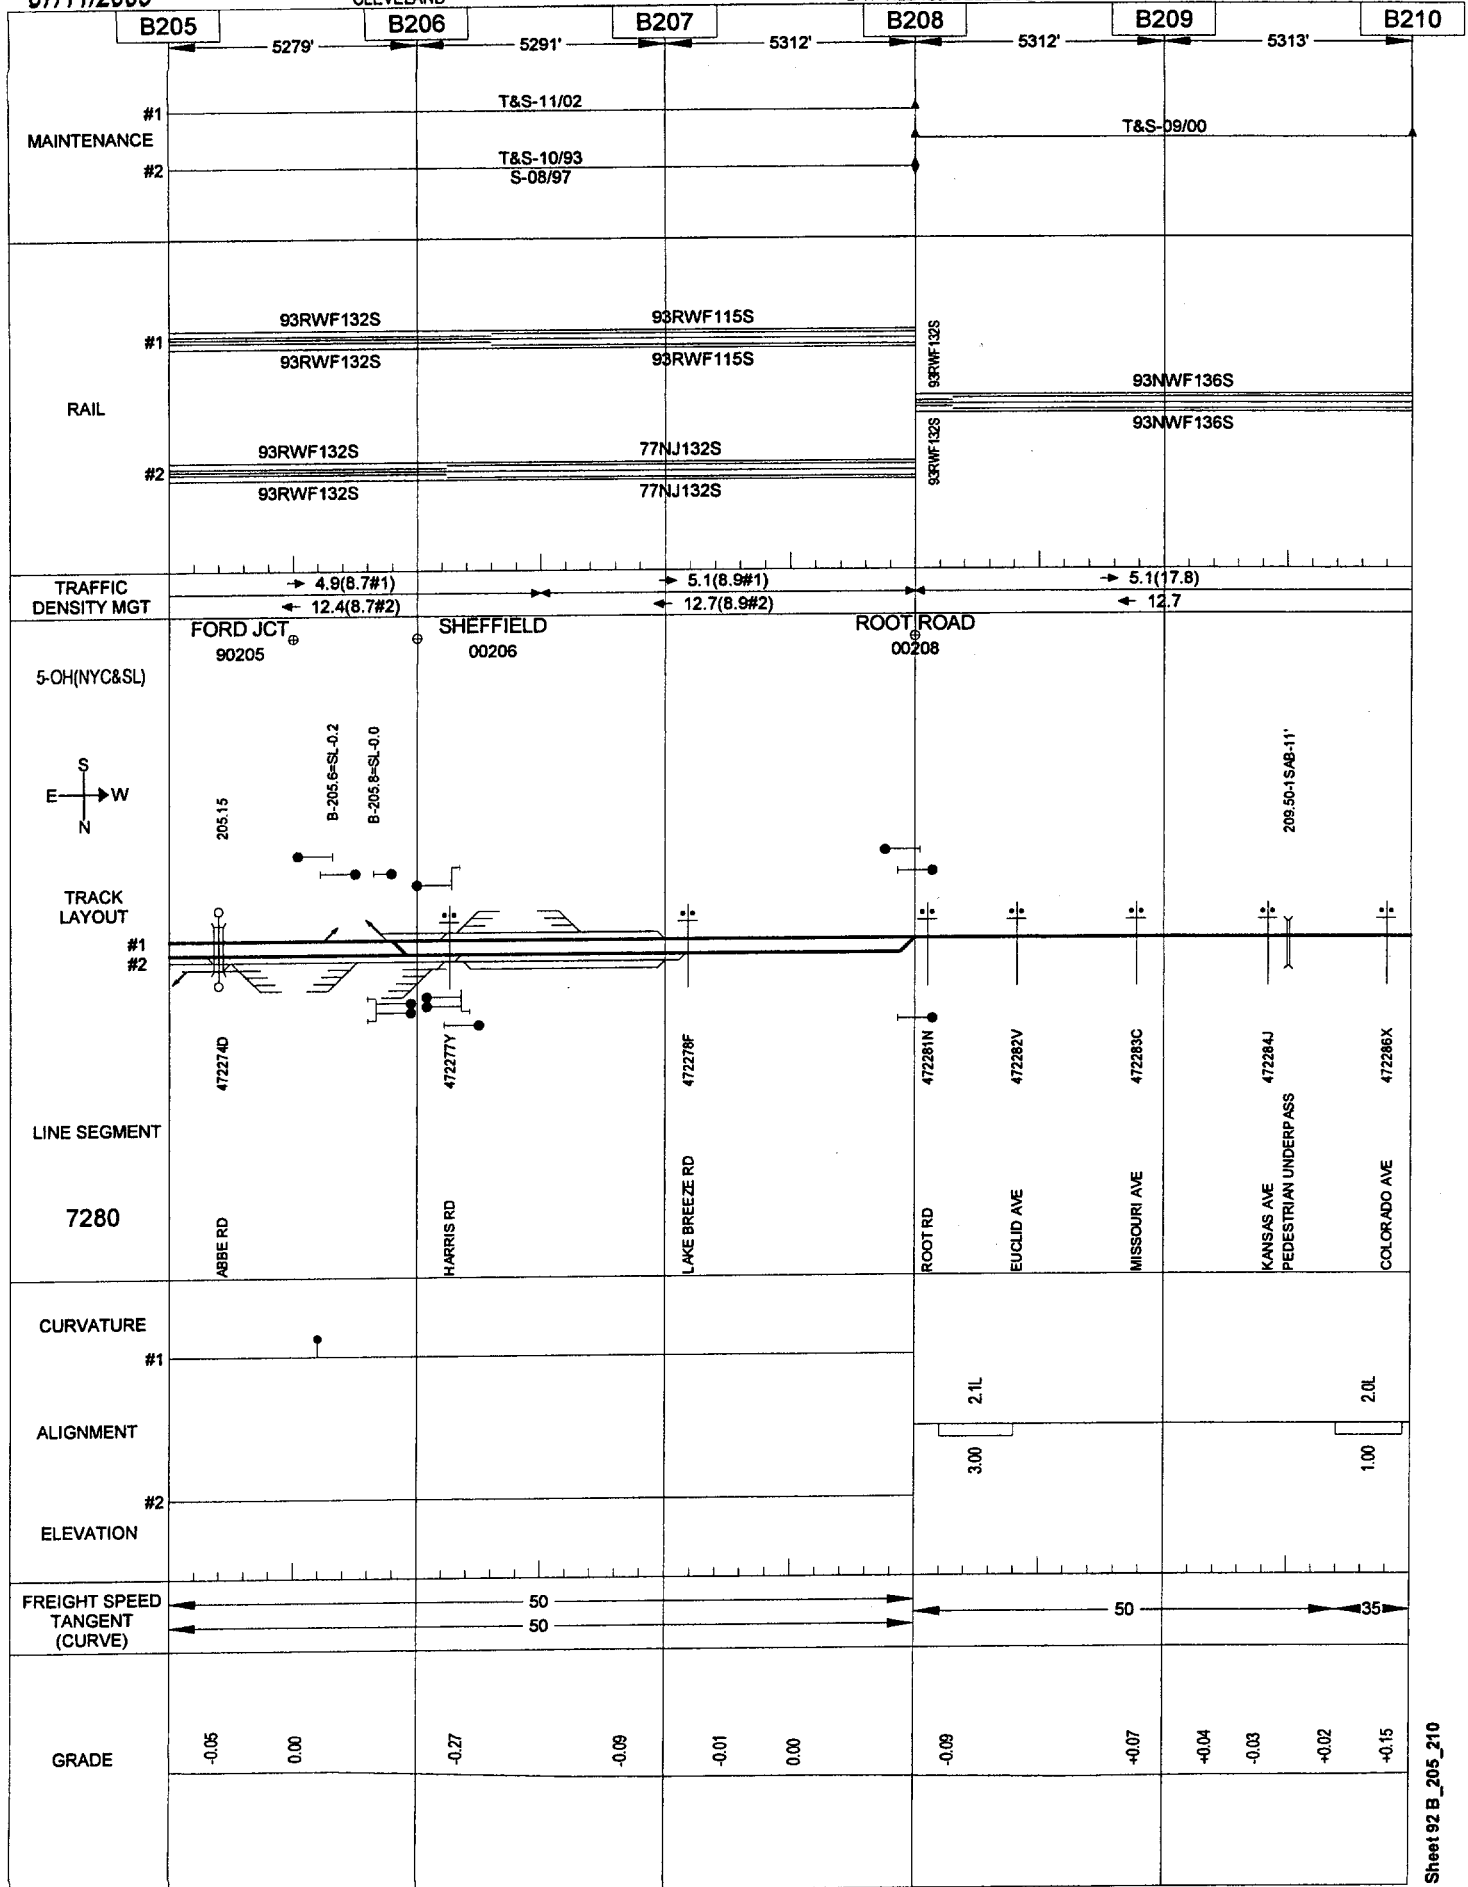 CLEVELAND
B205 B206 B207 B208 B209 B210
5279' 5291' 5312' 5312' 5313'
MAINTENANCE
#1
T&S-11/02
T&S-09/00
#2
T&S-10/93
S-08/97
RAIL
#1
93RWF132S 93RWF115S
93RWF132S 93RWF115S
93RWF132S
93RWF132S
93NWF136S
93NWF136S
#2
93RWF132S 77NJ132S
93RWF132S 77NJ132S
TRAFFIC
DENSITY MGT
4.9(8.7#1) 5.1(8.9#1) 5.1(17.8)
12.4(8.7#2) 12.7(8.9#2) 12.7
FORD JCT
90205
SHEFFIELD
00206
ROOT ROAD
00208
5-OH(NYC&SL)
S
E W
N
205.15
B-205.6=SL-0.2
B-205.8=SL-0.0
209.50-1SAB-11'
TRACK
LAYOUT
#1
#2
472274D
472277Y
472278F
472281N
472282V
472283C
472284J
472286X
LINE SEGMENT
7280
ABBE RD
HARRIS RD
LAKE BREEZE RD
ROOT RD
EUCLID AVE
MISSOURI AVE
KANSAS AVE
PEDESTRIAN UNDERPASS
COLORADO AVE
CURVATURE
#1
ALIGNMENT
2.1L
3.00
2.0L
1.00
#2
ELEVATION
FREIGHT SPEED
TANGENT
(CURVE)
50
50
50
35
GRADE
-0.05
0.00
-0.27
-0.09
-0.01
0.00
-0.09
+0.07
+0.04
-0.03
+0.02
+0.15
Sheet 92 B_205_210